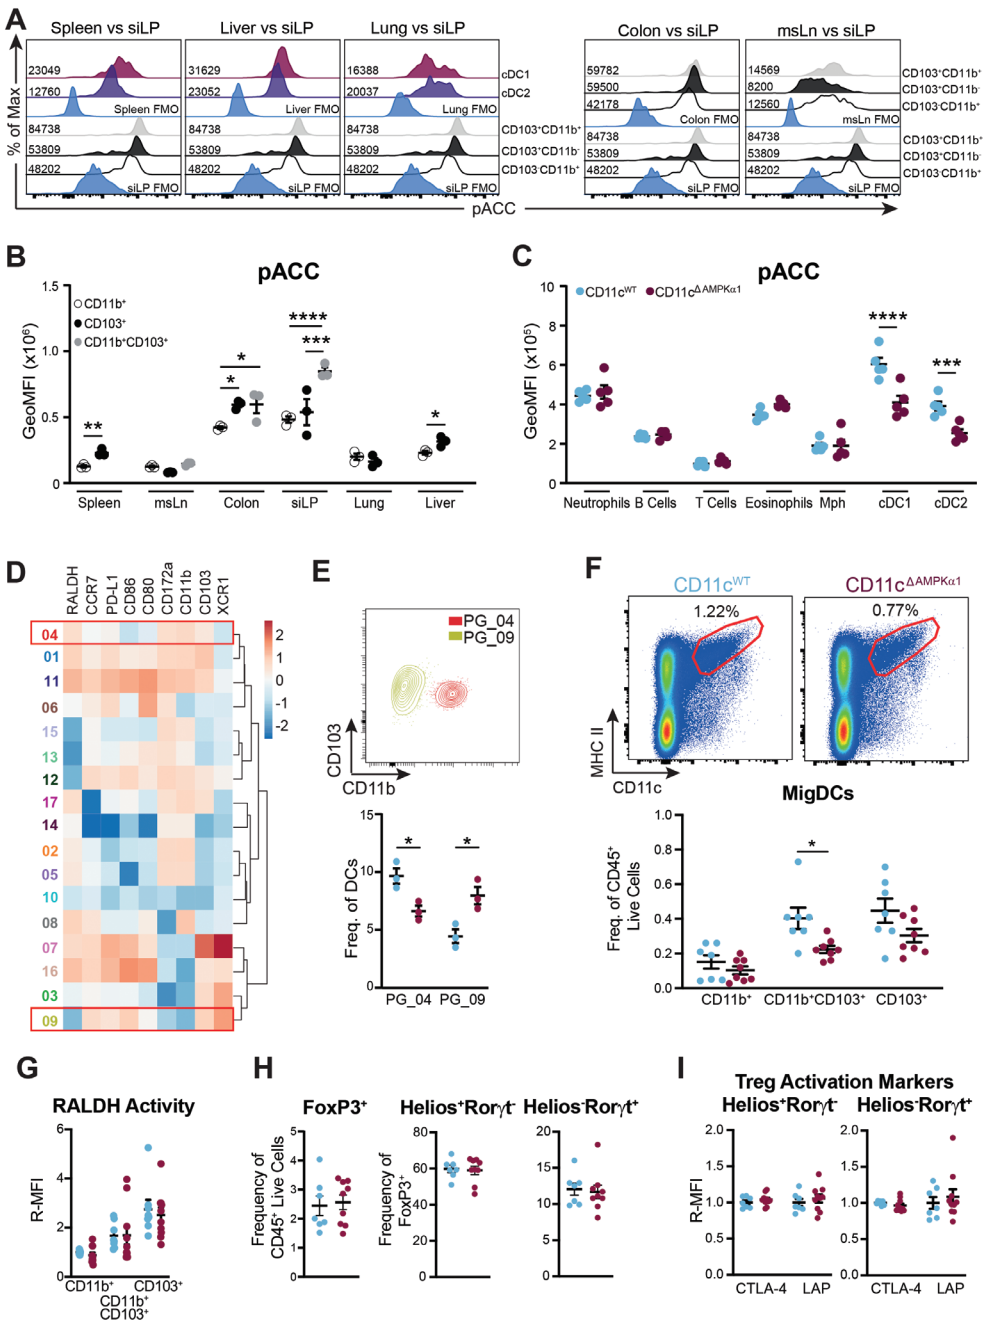 A
Spleen vs siLP
Liver vs siLP
Lung vs siLP
Colon vs siLP
msLn vs siLP
% of Max
23049
12760
Spleen FMO
84738
53809
48202
siLP FMO
31629
23052
Liver FMO
84738
53809
48202
siLP FMO
16388
20037
Lung FMO
84738
53809
48202
siLP FMO
cDC1
cDC2
CD103⁺CD11b⁺
CD103⁺CD11b⁻
CD103⁻CD11b⁺
59782
59500
42178
Colon FMO
84738
53809
48202
siLP FMO
14569
8200
12560
msLn FMO
84738
53809
48202
siLP FMO
CD103⁺CD11b⁺
CD103⁺CD11b⁻
CD103⁻CD11b⁺
CD103⁺CD11b⁺
CD103⁺CD11b⁻
CD103⁻CD11b⁺
pACC
B
pACC
GeoMFI (x10⁶)
1.5
1.0
0.5
0
CD11b⁺
CD103⁺
CD11b⁺CD103⁺
**
*
*
****
***
*
Spleen
msLn
Colon
siLP
Lung
Liver
C
pACC
GeoMFI (x10⁵)
10
8
6
4
2
0
CD11cᵂᵀ
CD11c^ΔAMPKα1
****
***
Neutrophils
B Cells
T Cells
Eosinophils
Mph
cDC1
cDC2
D
RALDH
CCR7
PD-L1
CD86
CD80
CD172a
CD11b
CD103
XCR1
04
01
11
06
15
13
12
17
14
02
05
10
08
07
16
03
09
2
1
0
-1
-2
E
PG_04
PG_09
CD103
CD11b
Freq. of DCs
15
10
5
0
*
*
PG_04
PG_09
F
CD11cᵂᵀ
CD11c^ΔAMPKα1
1.22%
0.77%
MHC II
CD11c
MigDCs
Freq. of CD45⁺
Live Cells
1.0
0.8
0.6
0.4
0.2
0.0
*
CD11b⁺
CD11b⁺CD103⁺
CD103⁺
G
RALDH Activity
R-MFI
6
4
2
0
CD11b⁺
CD11b⁺
CD103⁺
CD103⁺
H
FoxP3⁺
Frequency of
CD45⁺ Live Cells
5
4
3
2
1
0
Helios⁺Rorγt⁻
Frequency of
FoxP3⁺
80
60
40
20
0
Helios⁻Rorγt⁺
20
15
10
5
0
I
Treg Activation Markers
Helios⁺Rorγt⁻
Helios⁻Rorγt⁺
R-MFI
2.0
1.5
1.0
0.5
0.0
CTLA-4
LAP
2.0
1.5
1.0
0.5
0.0
CTLA-4
LAP